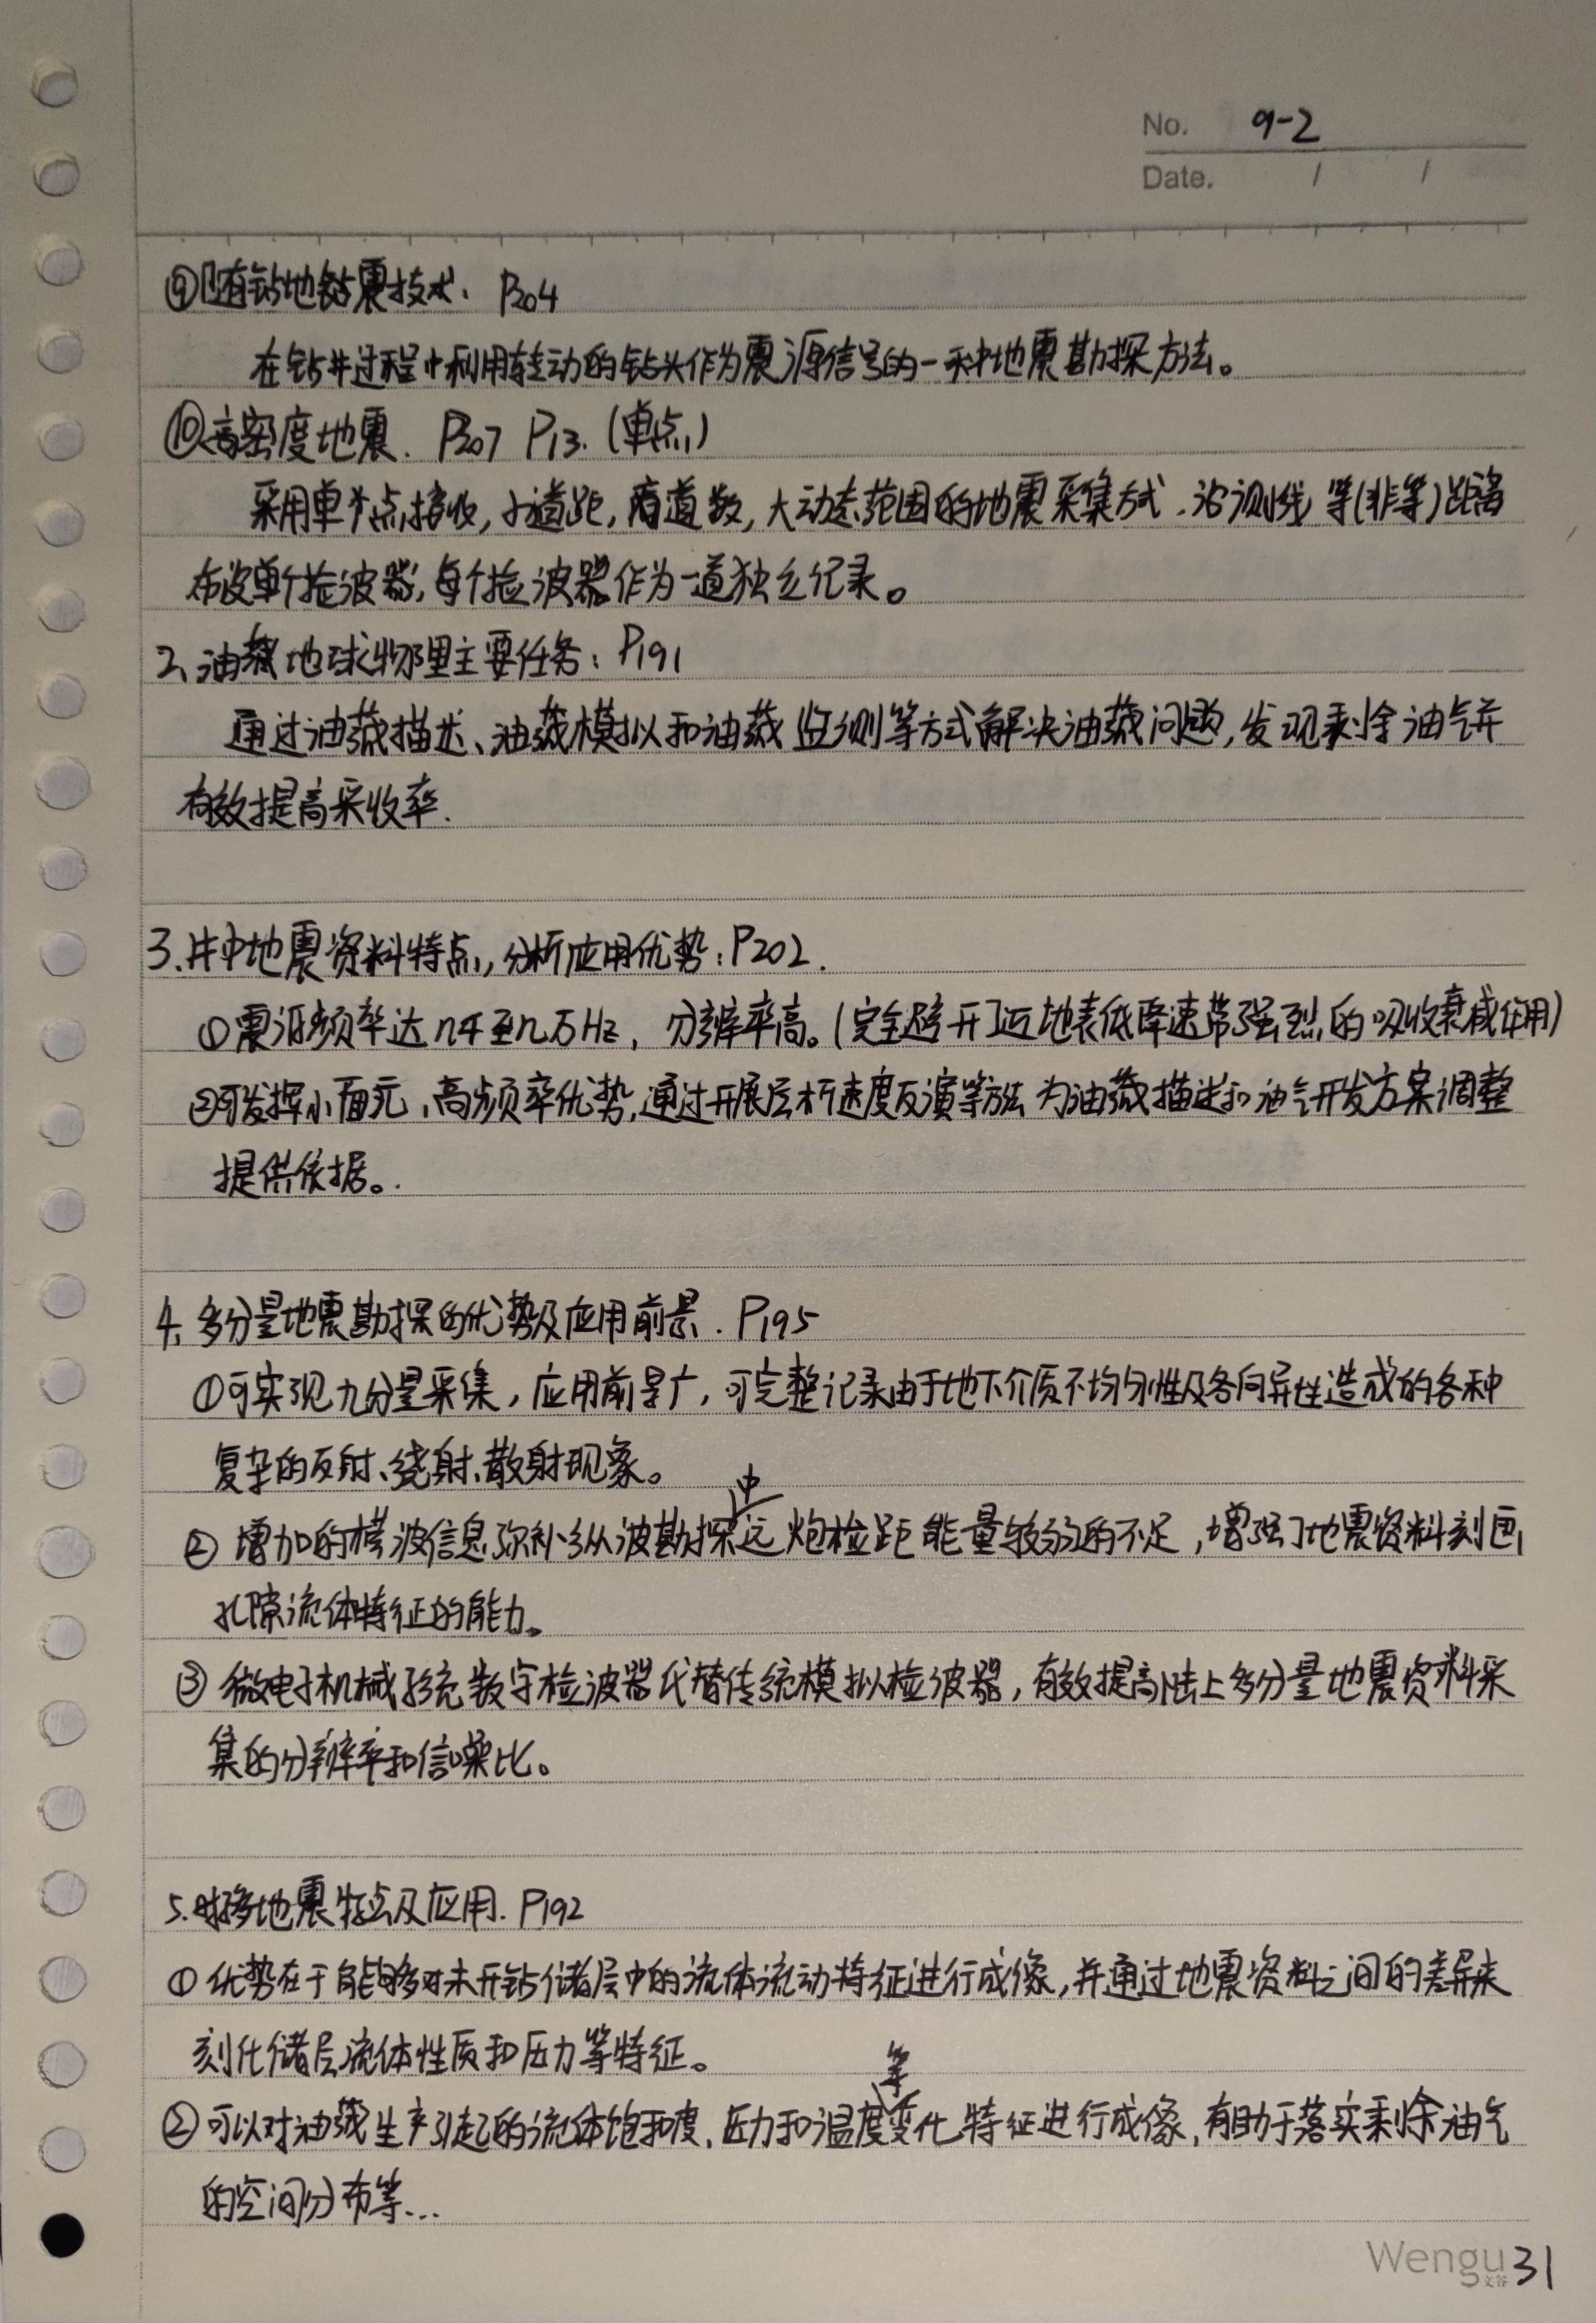 No. 9-2
Date. / /
⑨随钻地震技术、P204
在钻井过程中利用转动的钻头作为震源信号的一种地震勘探方法。
⑩高密度地震. P207 P13.(单点)
采用单个点接收,小道距,高道数,大动态范围的地震采集方式.沿测线等(非等)距离
布设单个检波器,每个检波器作为一道独立纪录。
2、油藏地球物理主要任务:P191
通过油藏描述、油藏模拟和油藏监测等方式解决油藏问题,发现剩余油气并
有效提高采收率.
3.井中地震资料特点,分析应用优势:P202.
①震源频率达几千至几万Hz,分辨率高。(完全避开了近地表低降速带强烈的吸收衰减作用)
②可发挥小面元,高频率优势,通过开展层析速度反演等方法为油藏描述和油气开发方案调整
提供依据。.
4、多分量地震勘探的优势及应用前景.P195
①可实现九分量采集,应用前景广,可完整记录由于地下介质不均匀性及各向异性造成的各种
复杂的反射、绕射、散射现象。
②增加的横波信息弥补纵波勘探中远炮检距能量较弱的不足,增强了地震资料刻画
孔隙流体特征的能力。
③微电子机械系统数字检波器代替传统模拟检波器,有效提高陆上多分量地震资料采
集的分辨率和信噪比。
5.时移地震特点及应用.P192
①优势在于能够对未开钻储层中的流体流动特征进行成像,并通过地震资料之间的差异来
刻化储层流体性质和压力等特征。
②可以对油藏生产引起的流体饱和度,压力和温度等变化特征进行成像,有助于落实剩余油气
的空间分布等...
Wengu 文谷 31